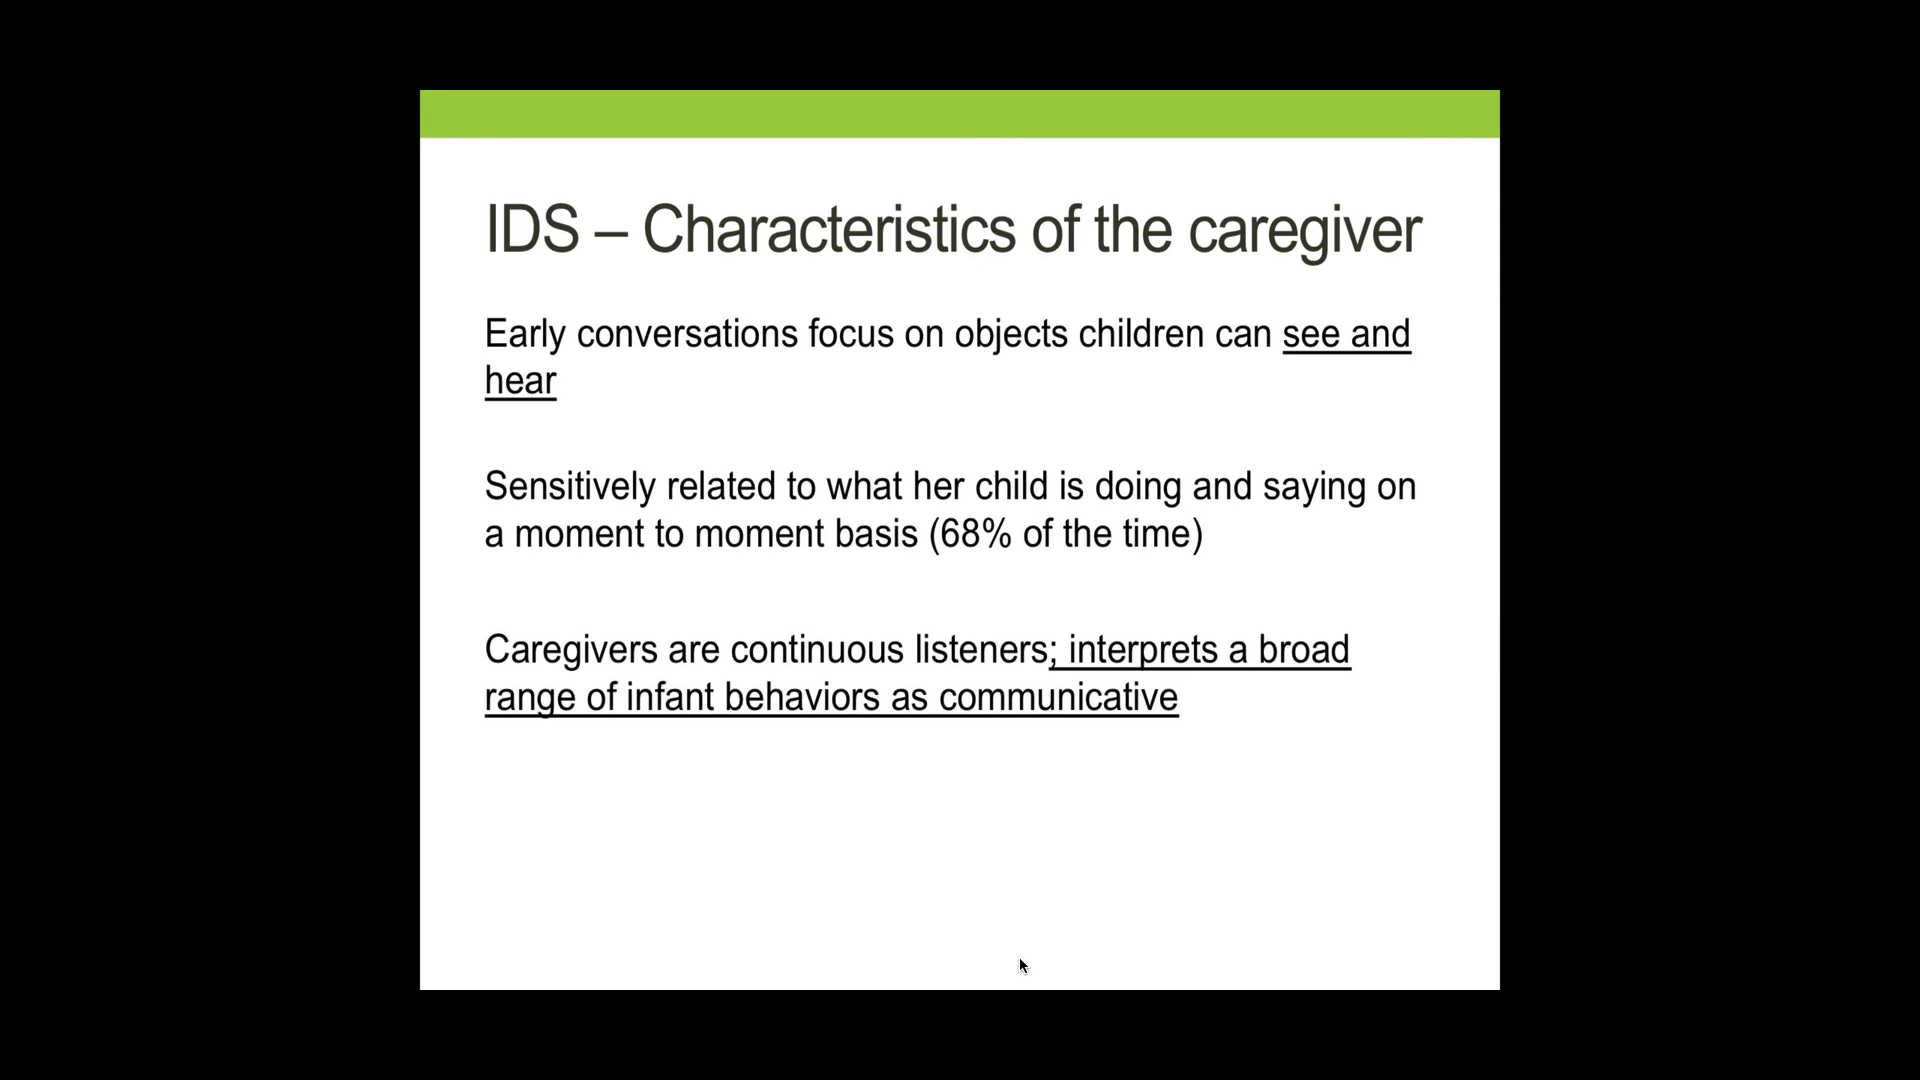 IDS – Characteristics of the caregiver
Early conversations focus on objects children can see and
hear
Sensitively related to what her child is doing and saying on
a moment to moment basis (68% of the time)
Caregivers are continuous listeners; interprets a broad
range of infant behaviors as communicative